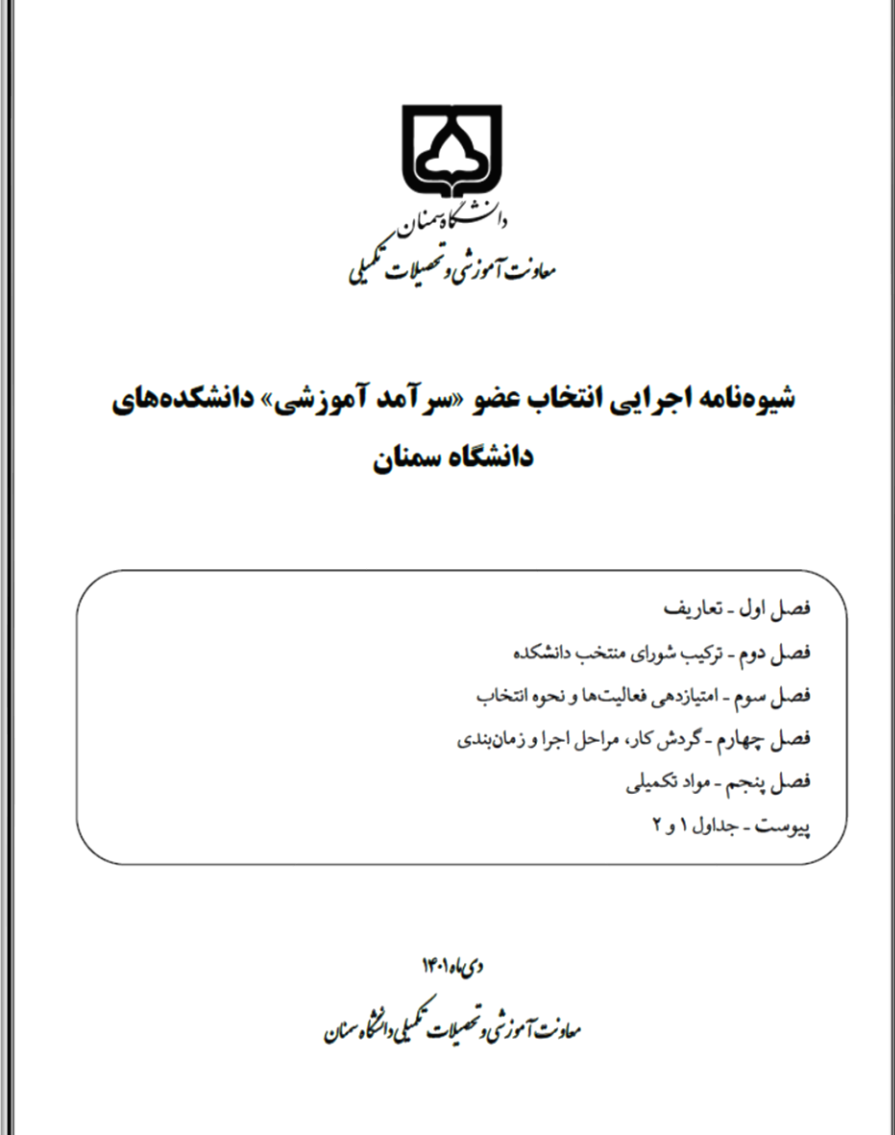 دانشگاه سمنان
معاونت آموزشی و تحصیلات تکمیلی
شیوه‌نامه اجرایی انتخاب عضو «سرآمد آموزشی» دانشکده‌های
دانشگاه سمنان
فصل اول - تعاریف
فصل دوم - ترکیب شورای منتخب دانشکده
فصل سوم - امتیازدهی فعالیت‌ها و نحوه انتخاب
فصل چهارم - گردش کار، مراحل اجرا و زمان‌بندی
فصل پنجم - مواد تکمیلی
پیوست - جداول ۱ و ۲
دی‌ماه ۱۴۰۱
معاونت آموزشی و تحصیلات تکمیلی دانشگاه سمنان